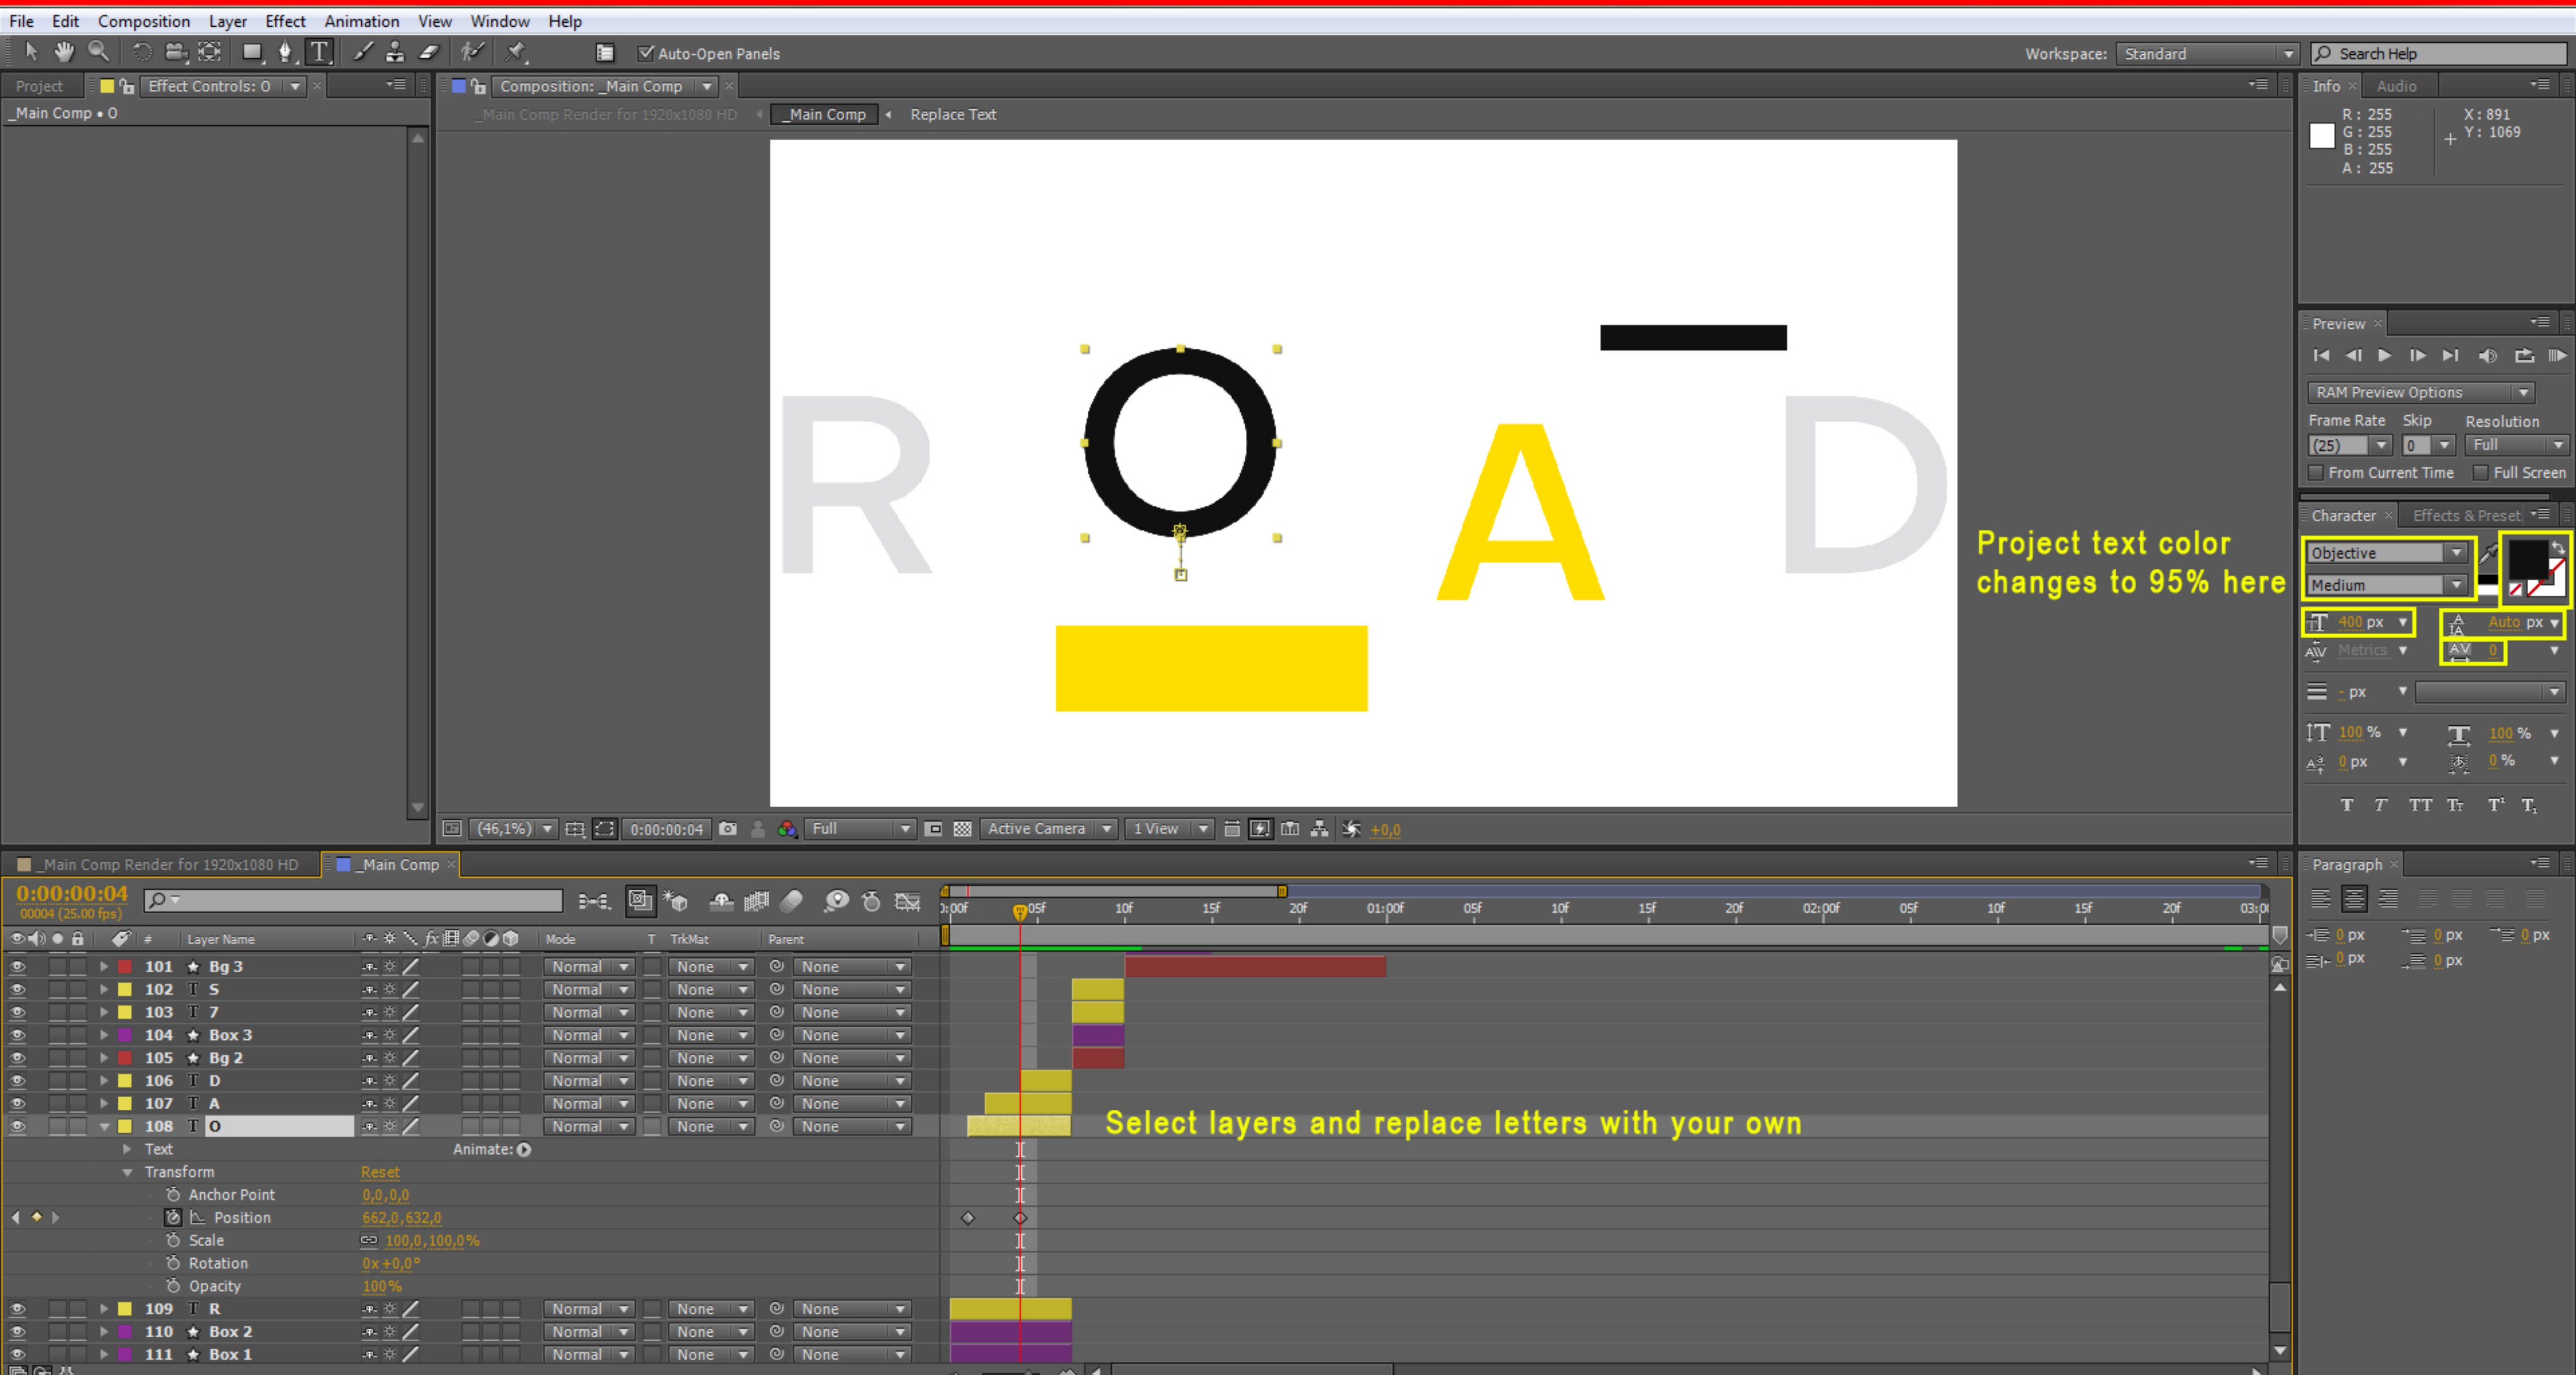 File Edit Composition Layer Effect Animation View Window Help
Auto-Open Panels
Workspace: Standard
Search Help
Project
Effect Controls: O
Composition: _Main Comp
Info
Audio
_Main Comp • O
_Main Comp Render for 1920x1080 HD
_Main Comp
Replace Text
R : 255
G : 255
B : 255
A : 255
X : 891
Y : 1069
R O A D
Preview
RAM Preview Options
Frame Rate Skip Resolution
(25) 0 Full
From Current Time Full Screen
Character
Effects & Preset
Objective
Medium
Project text color
changes to 95% here
400 px
Auto px
Metrics
0
- px
100 %
100 %
0 px
0 %
(46,1%)
0:00:00:04
Full
Active Camera
1 View
+0,0
_Main Comp Render for 1920x1080 HD
_Main Comp
Paragraph
0:00:00:04
00004 (25.00 fps)
0:00f 05f 10f 15f 20f 01:00f 05f 10f 15f 20f 02:00f 05f 10f 15f 20f 03:00
# Layer Name Mode T TrkMat Parent
0 px 0 px 0 px
0 px 0 px
101 Bg 3 Normal None None
102 T S Normal None None
103 T 7 Normal None None
104 Box 3 Normal None None
105 Bg 2 Normal None None
106 T D Normal None None
107 T A Normal None None
108 T O Normal None None
Select layers and replace letters with your own
Text Animate:
Transform Reset
Anchor Point 0,0,0,0
Position 662,0,632,0
Scale 100,0,100,0%
Rotation 0x+0,0°
Opacity 100%
109 T R Normal None None
110 Box 2 Normal None None
111 Box 1 Normal None None